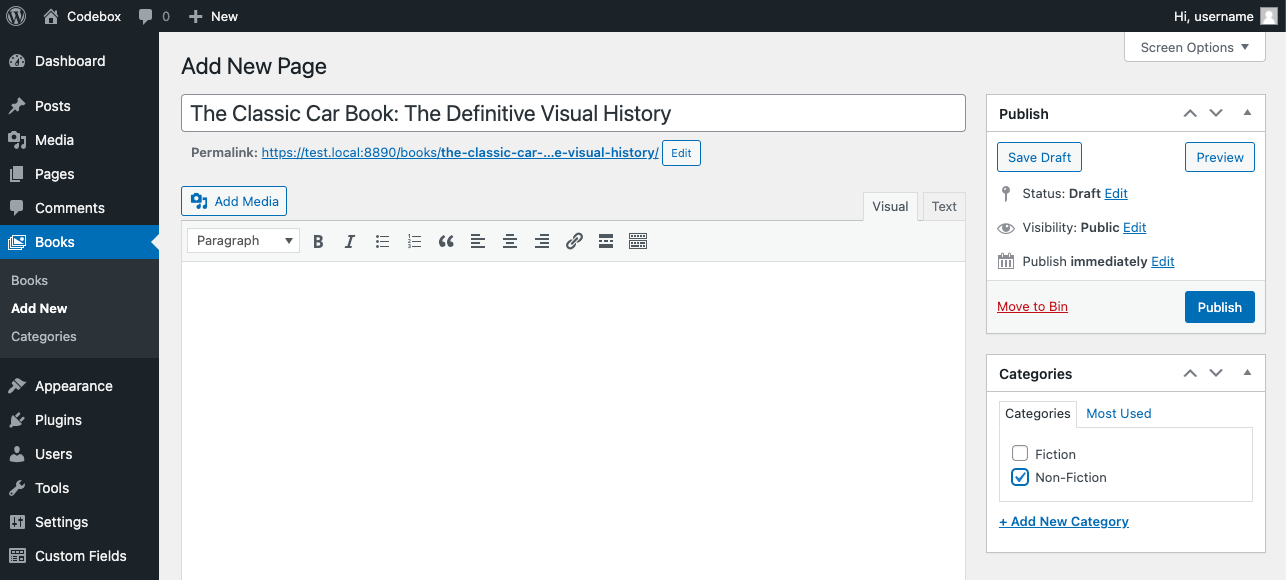 Codebox 0 New Hi, username
Screen Options
Dashboard
Posts
Media
Pages
Comments
Books
Books
Add New
Categories
Appearance
Plugins
Users
Tools
Settings
Custom Fields
Add New Page
The Classic Car Book: The Definitive Visual History
Permalink: https://test.local:8890/books/the-classic-car-...e-visual-history/ Edit
Add Media
Visual Text
Paragraph B I
Publish
Save Draft Preview
Status: Draft Edit
Visibility: Public Edit
Publish immediately Edit
Move to Bin Publish
Categories
Categories Most Used
Fiction
Non-Fiction
+ Add New Category